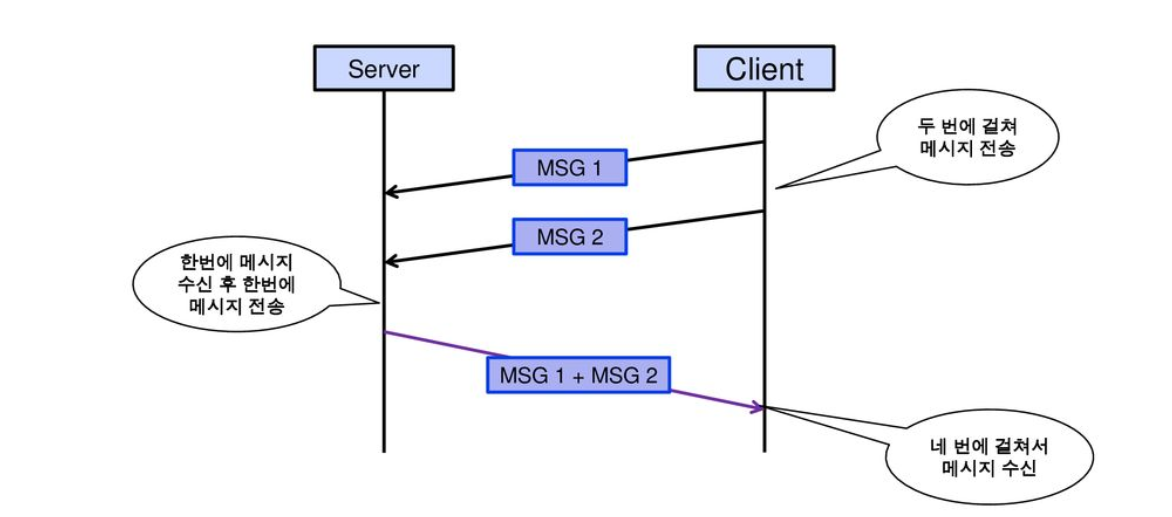 Server
Client
두 번에 걸쳐
메시지 전송
MSG 1
MSG 2
한번에 메시지
수신 후 한번에
메시지 전송
MSG 1 + MSG 2
네 번에 걸쳐서
메시지 수신